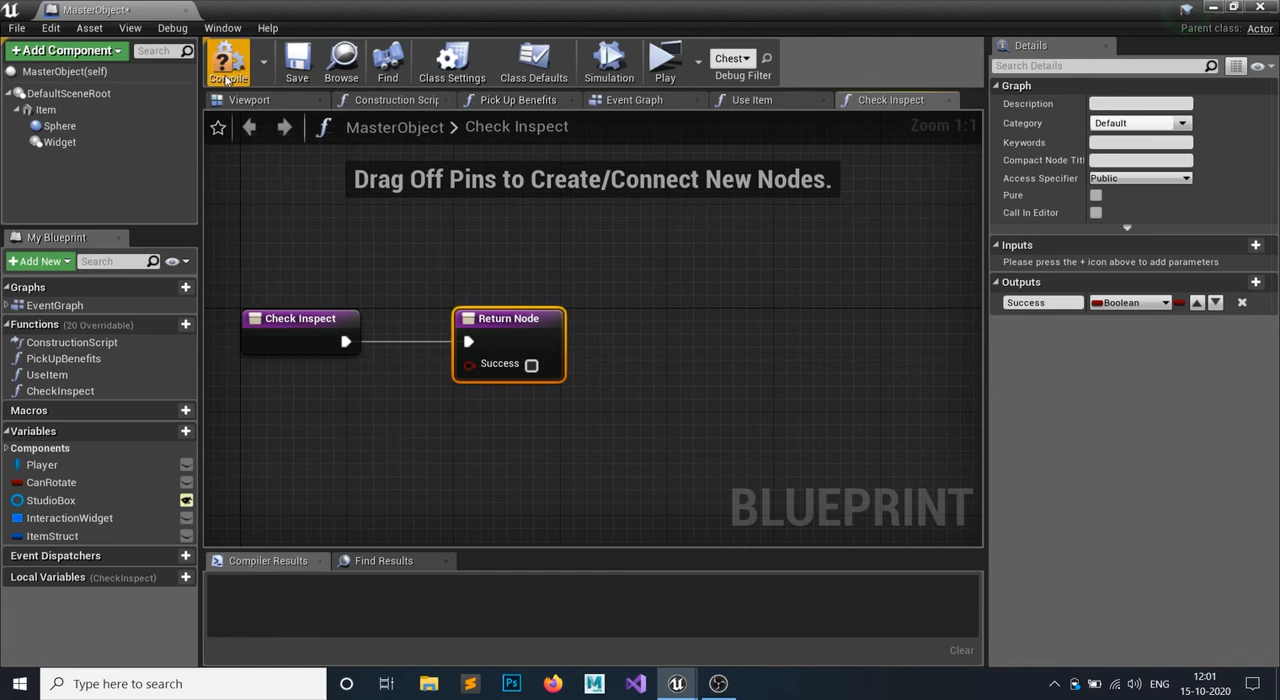 MasterObject*
File Edit Asset View Debug Window Help
Parent class: Actor
+Add Component
Search
MasterObject(self)
DefaultSceneRoot
Item
Sphere
Widget
Compile
Save
Browse
Find
Class Settings
Class Defaults
Simulation
Play
Chest
Debug Filter
Viewport
Construction Scrip
Pick Up Benefits
Event Graph
Use Item
Check Inspect
MasterObject > Check Inspect
Zoom 1:1
Drag Off Pins to Create/Connect New Nodes.
Check Inspect
Return Node
Success
BLUEPRINT
Compiler Results
Find Results
Clear
My Blueprint
+Add New
Search
Graphs
EventGraph
Functions (20 Overridable)
ConstructionScript
PickUpBenefits
UseItem
CheckInspect
Macros
Variables
Components
Player
CanRotate
StudioBox
InteractionWidget
ItemStruct
Event Dispatchers
Local Variables (CheckInspect)
Details
Search Details
Graph
Description
Category Default
Keywords
Compact Node Titl
Access Specifier Public
Pure
Call In Editor
Inputs
Please press the + icon above to add parameters
Outputs
Success Boolean
Type here to search
ENG
12:01
15-10-2020